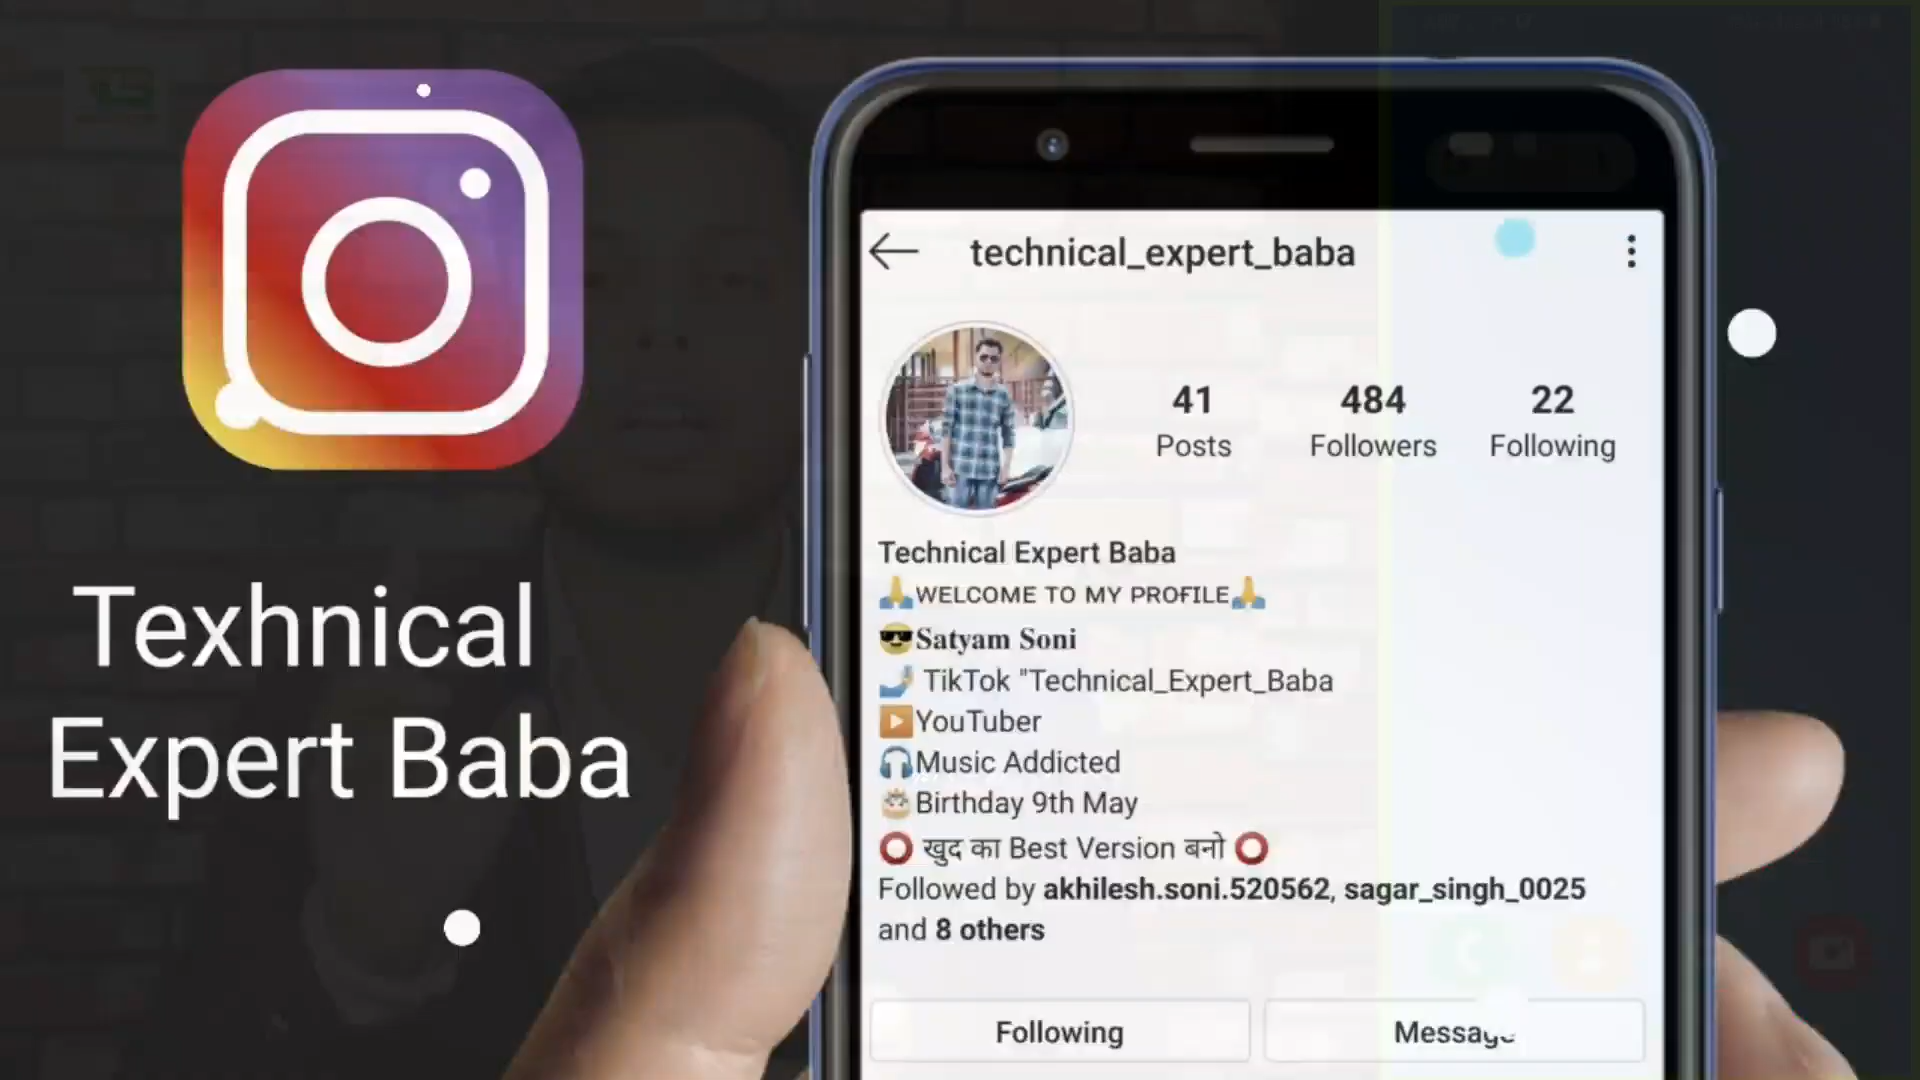 Texhnical
Expert Baba
technical_expert_baba
41
Posts
484
Followers
22
Following
Technical Expert Baba
🙏WELCOME TO MY PROFILE🙏
😎Satyam Soni
🤳 TikTok "Technical_Expert_Baba
▶️YouTuber
🎧Music Addicted
🎂Birthday 9th May
⭕ खुद का Best Version बनो ⭕
Followed by akhilesh.soni.520562, sagar_singh_0025
and 8 others
Following
Message